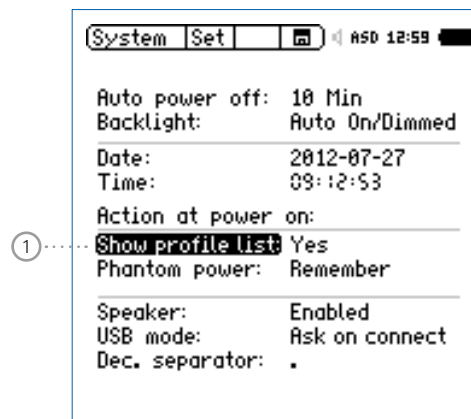 System Set ASD 12:59
Auto power off: 10 Min
Backlight: Auto On/Dimmed
Date: 2012-07-27
Time: 09:12:53
Action at power on:
1 Show profile list: Yes
Phantom power: Remember
Speaker: Enabled
USB mode: Ask on connect
Dec. separator: .